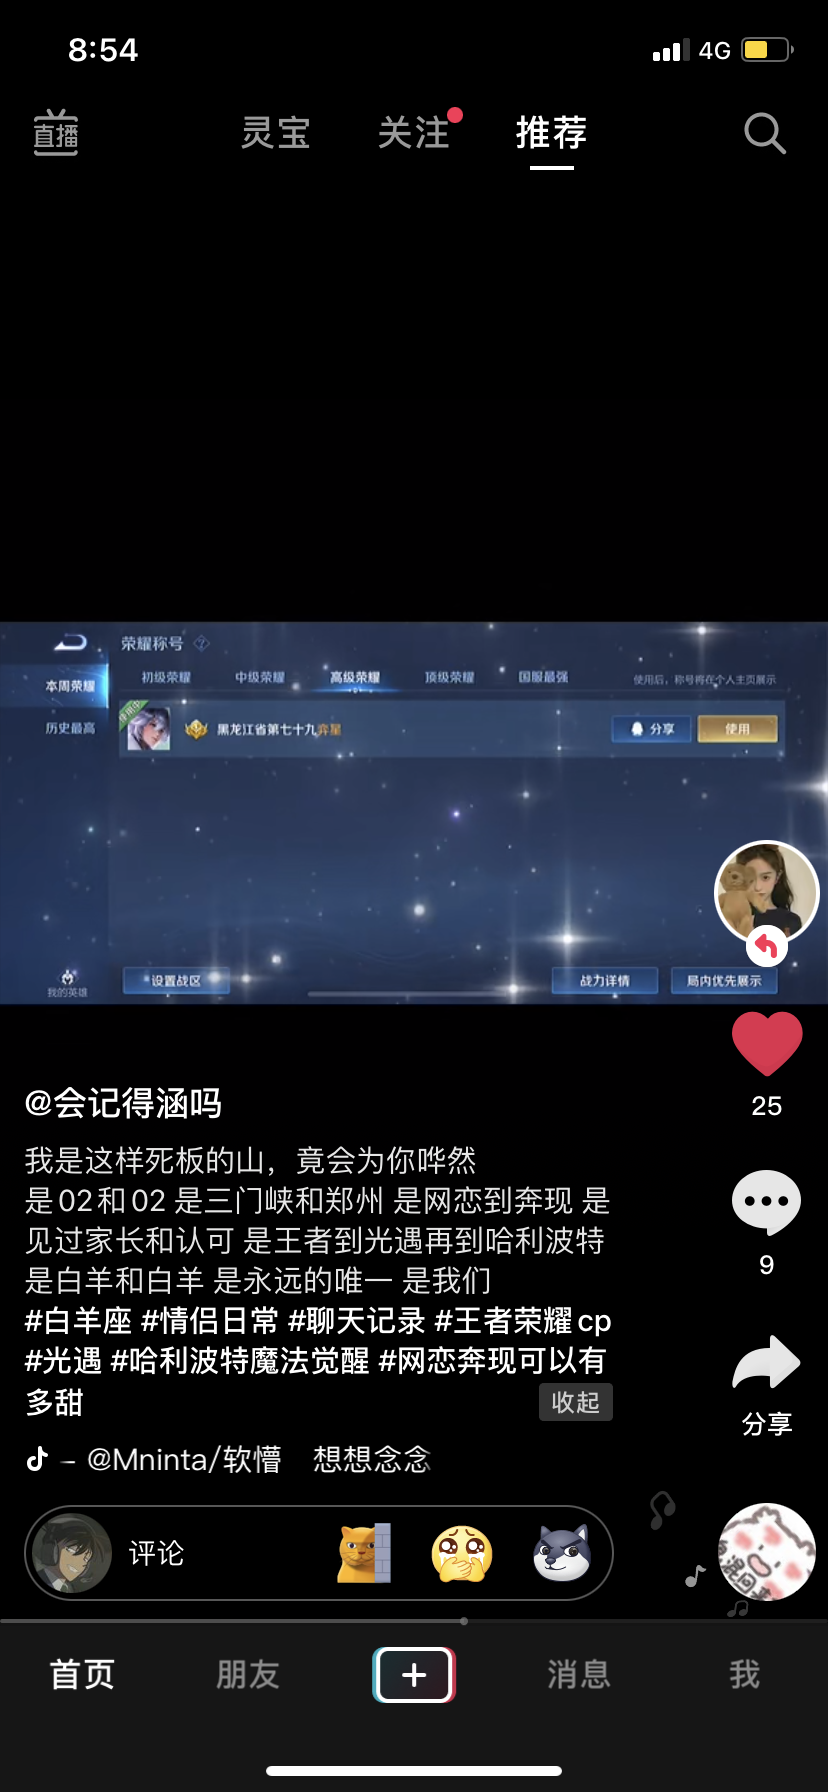 8:54
4G
直播
灵宝
关注
推荐
荣耀称号
本周荣耀
初级荣耀
中级荣耀
高级荣耀
顶级荣耀
国服最强
使用后，称号将在个人主页展示
历史最高
使用中
黑龙江省第七十九弈星
分享
使用
我的英雄
设置战区
战力详情
局内优先展示
@会记得涵吗
25
我是这样死板的山，竟会为你哗然
是02和02 是三门峡和郑州 是网恋到奔现 是
见过家长和认可 是王者到光遇再到哈利波特
是白羊和白羊 是永远的唯一 是我们
#白羊座 #情侣日常 #聊天记录 #王者荣耀cp
#光遇 #哈利波特魔法觉醒 #网恋奔现可以有
多甜
收起
9
分享
– @Mninta/软懵 想想念念
评论
首页
朋友
消息
我